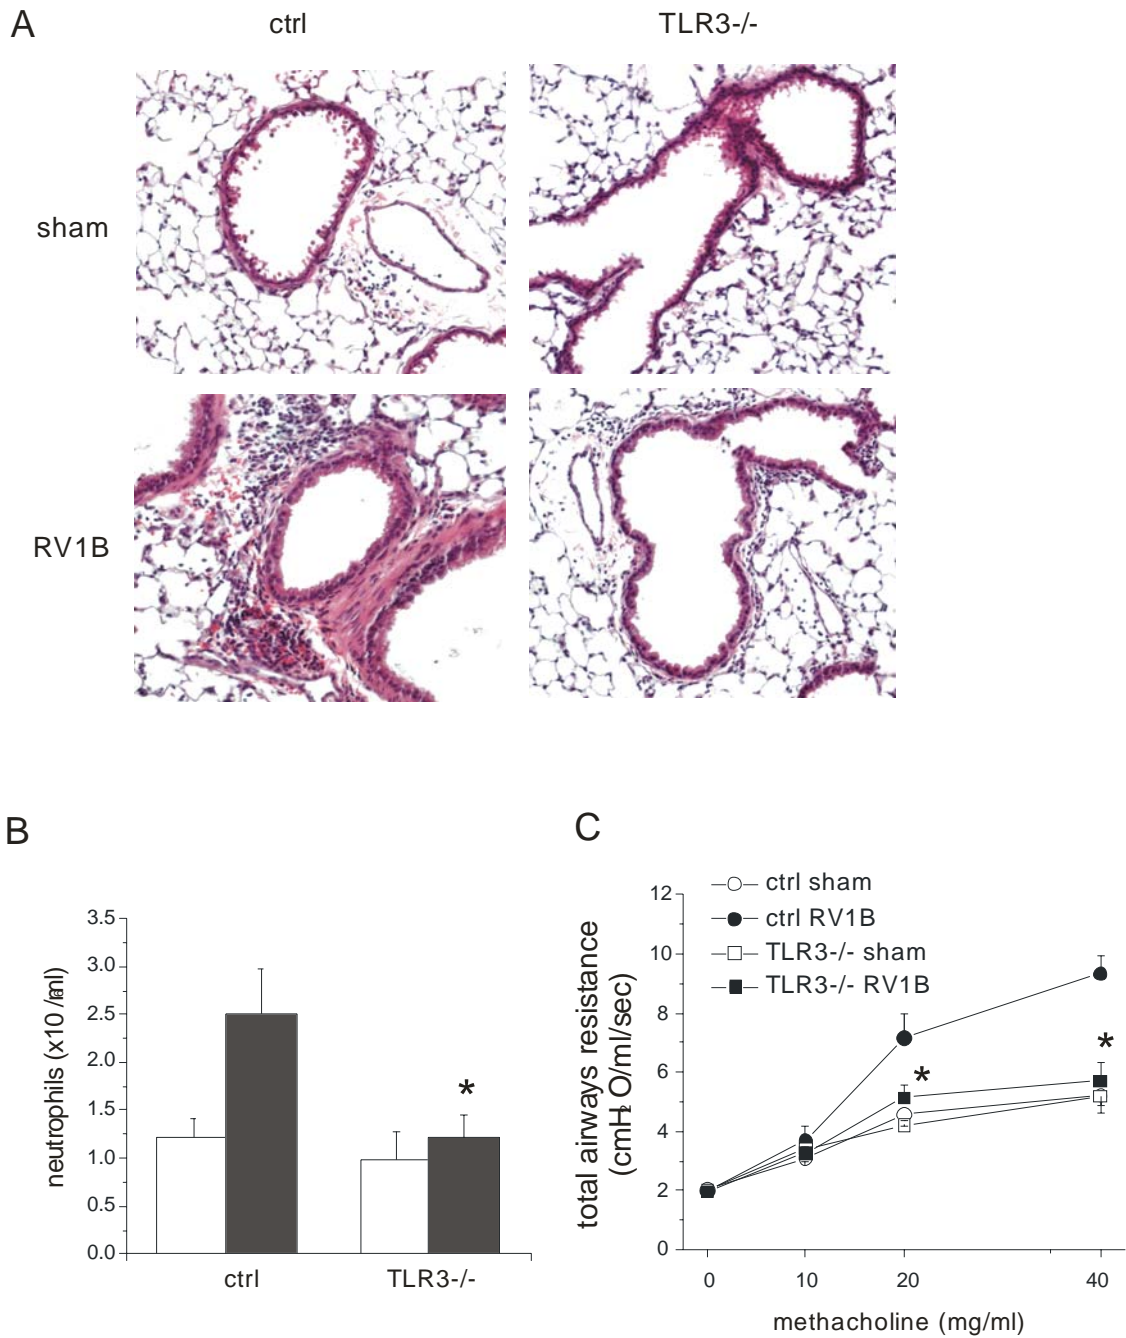 A
ctrl
TLR3-/-
sham
RV1B
B
neutrophils (x10 /ml)
3.5
3.0
2.5
2.0
1.5
1.0
0.5
0.0
*
ctrl
TLR3-/-
C
ctrl sham
ctrl RV1B
TLR3-/- sham
TLR3-/- RV1B
total airways resistance
(cmH2O/ml/sec)
12
10
8
6
4
2
0
*
*
0
10
20
40
methacholine (mg/ml)